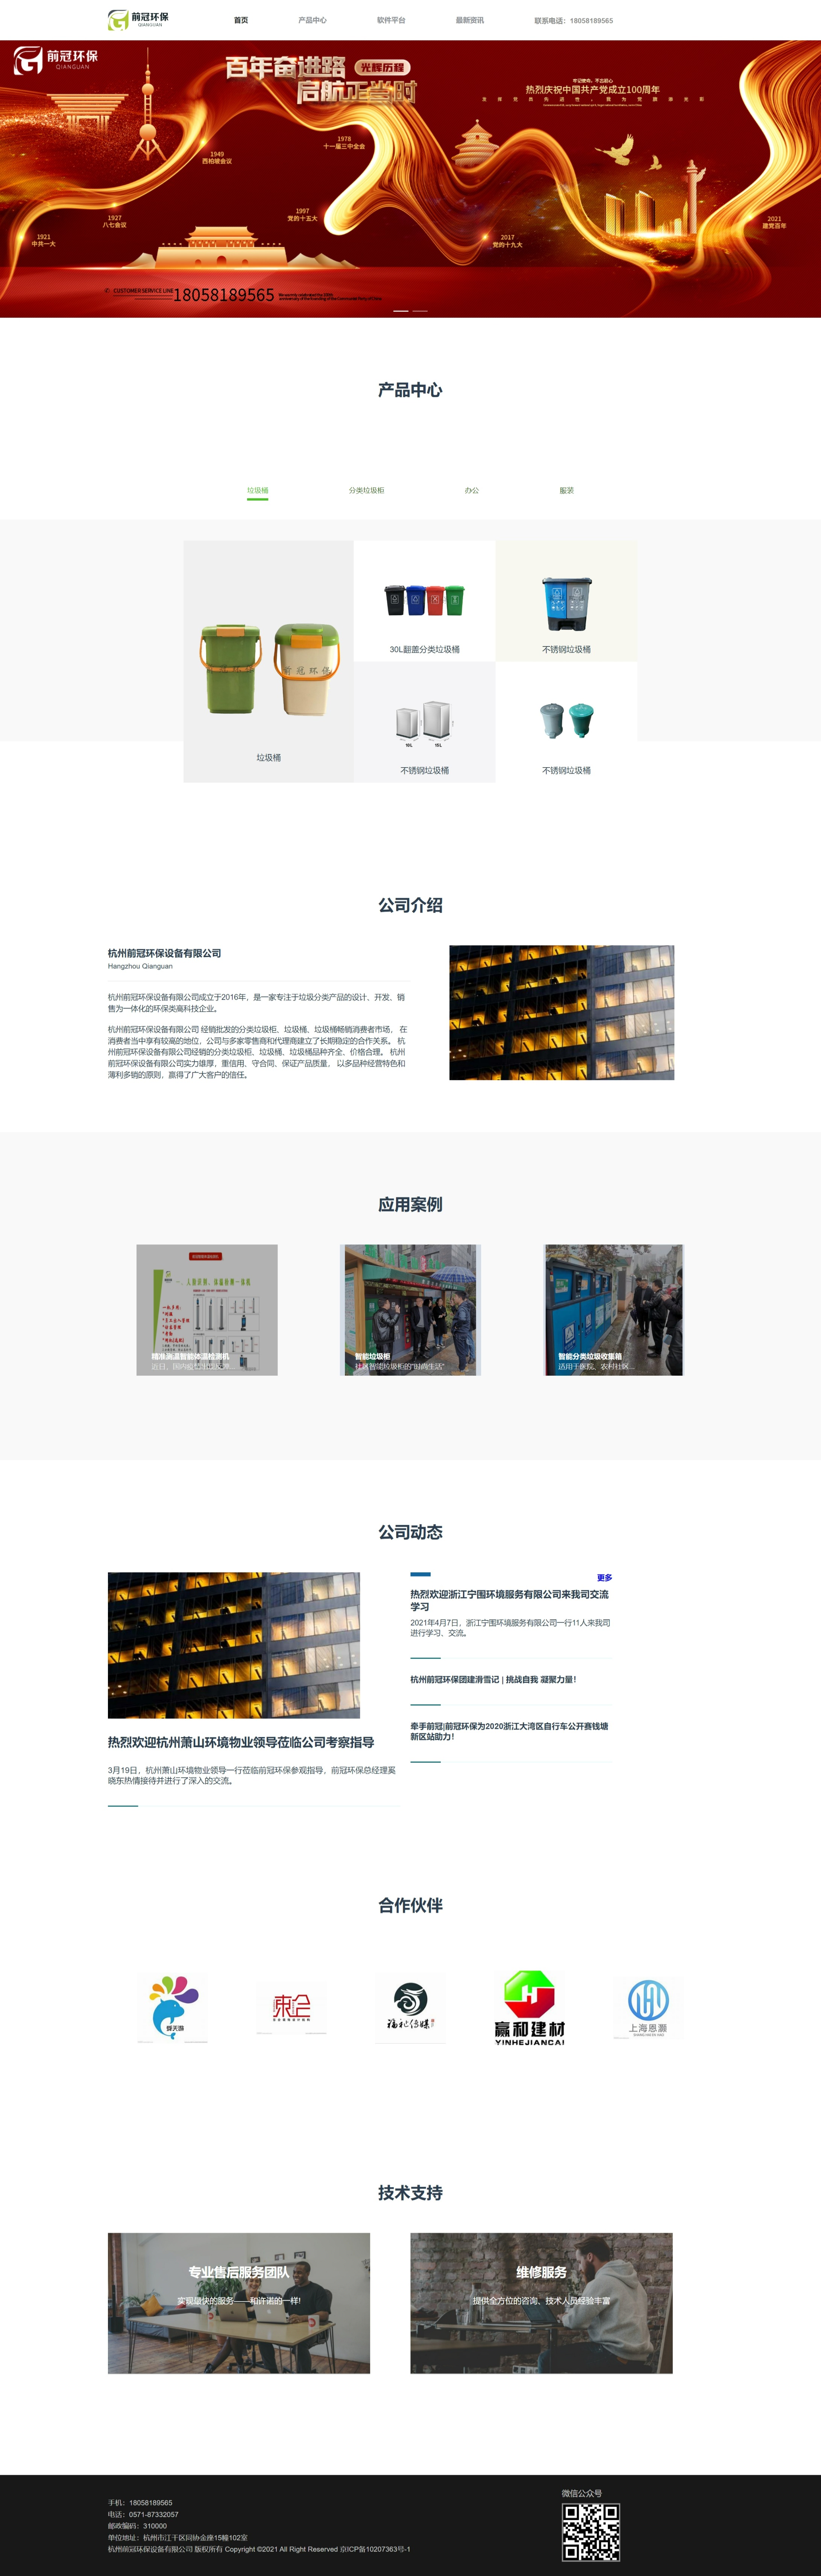 前冠环保
QIANGUAN
首页
产品中心
软件平台
最新资讯
联系电话：18058189565
前冠环保
QIANGUAN
百年奋进路
光辉历程
启航正当时
牢记使命，不忘初心
热烈庆祝中国共产党成立100周年
1978
十一届三中全会
1949
西柏坡会议
1997
党的十五大
1927
八七会议
1921
中共一大
2017
党的十九大
2021
建党百年
CUSTOMER SERVICE LINE
18058189565
产品中心
垃圾桶
分类垃圾柜
办公
服装
30L翻盖分类垃圾桶
不锈钢垃圾桶
前冠环保
垃圾桶
10L
15L
不锈钢垃圾桶
不锈钢垃圾桶
公司介绍
杭州前冠环保设备有限公司
Hangzhou Qianguan
杭州前冠环保设备有限公司成立于2016年，是一家专注于垃圾分类产品的设计、开发、销
售为一体化的环保类高科技企业。
杭州前冠环保设备有限公司 经销批发的分类垃圾柜、垃圾桶、垃圾桶畅销消费者市场， 在
消费者当中享有较高的地位，公司与多家零售商和代理商建立了长期稳定的合作关系。 杭
州前冠环保设备有限公司经销的分类垃圾柜、垃圾桶、垃圾桶品种齐全、价格合理。 杭州
前冠环保设备有限公司实力雄厚，重信用、守合同、保证产品质量， 以多品种经营特色和
薄利多销的原则，赢得了广大客户的信任。
应用案例
精准测温智能体温检测机
智能垃圾柜
社区智能垃圾柜的"时尚生活"
智能分类垃圾收集箱
适用于医院、农村社区...
公司动态
更多
热烈欢迎浙江宁围环境服务有限公司来我司交流
学习
2021年4月7日，浙江宁围环境服务有限公司一行11人来我司
进行学习、交流。
杭州前冠环保团建滑雪记 | 挑战自我 凝聚力量！
牵手前冠|前冠环保为2020浙江大湾区自行车公开赛钱塘
新区站助力！
热烈欢迎杭州萧山环境物业领导莅临公司考察指导
3月19日，杭州萧山环境物业领导一行莅临前冠环保参观指导，前冠环保总经理奚
晓东热情接待并进行了深入的交流。
合作伙伴
赢和建材
YINHEJIANCAI
上海恩灏
技术支持
专业售后服务团队
实现最快的服务——和许诺的一样!
维修服务
提供全方位的咨询、技术人员经验丰富
手机：18058189565
电话：0571-87332057
邮政编码：310000
单位地址：杭州市江干区同协金座15幢102室
杭州前冠环保设备有限公司 版权所有 Copyright ©2021 All Right Reserved 京ICP备10207363号-1
微信公众号